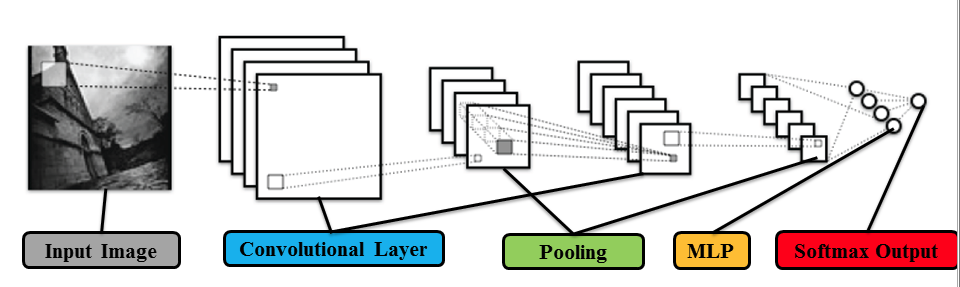 Input Image
Convolutional Layer
Pooling
MLP
Softmax Output